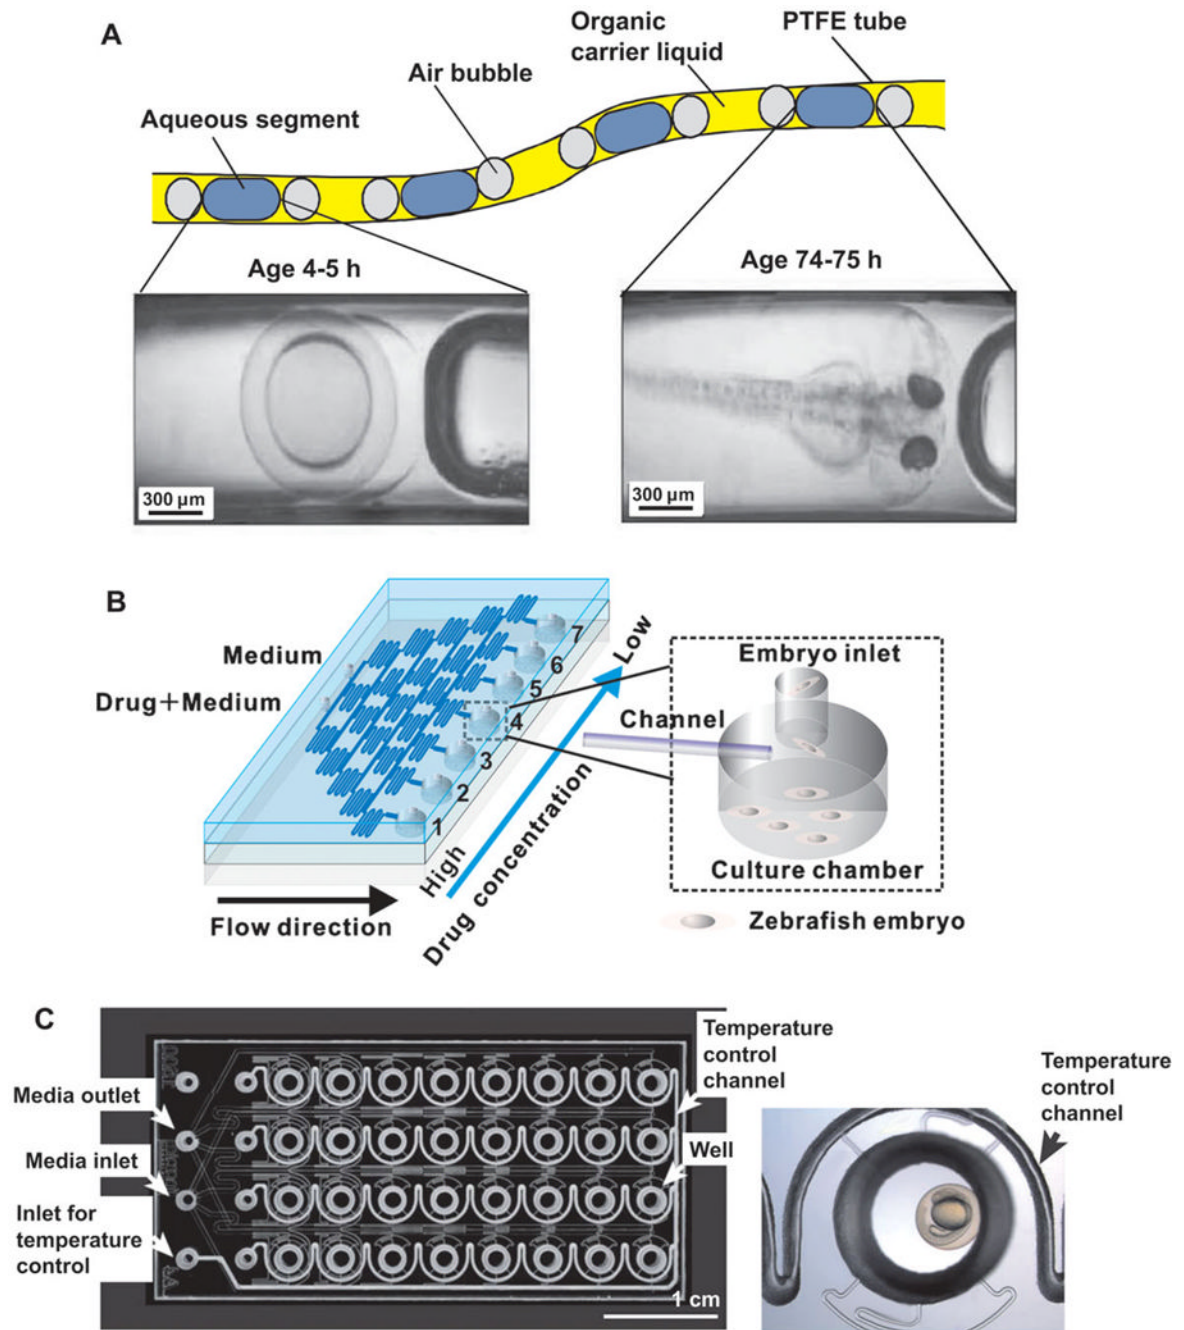 A
Organic
carrier liquid
PTFE tube
Air bubble
Aqueous segment
Age 4-5 h
Age 74-75 h
300 µm
300 µm
B
Medium
Drug+Medium
7
6
5
4
3
2
1
Low
High
Drug concentration
Flow direction
Channel
Embryo inlet
Culture chamber
Zebrafish embryo
C
Media outlet
Media inlet
Inlet for
temperature
control
Temperature
control
channel
Well
1 cm
Temperature
control
channel